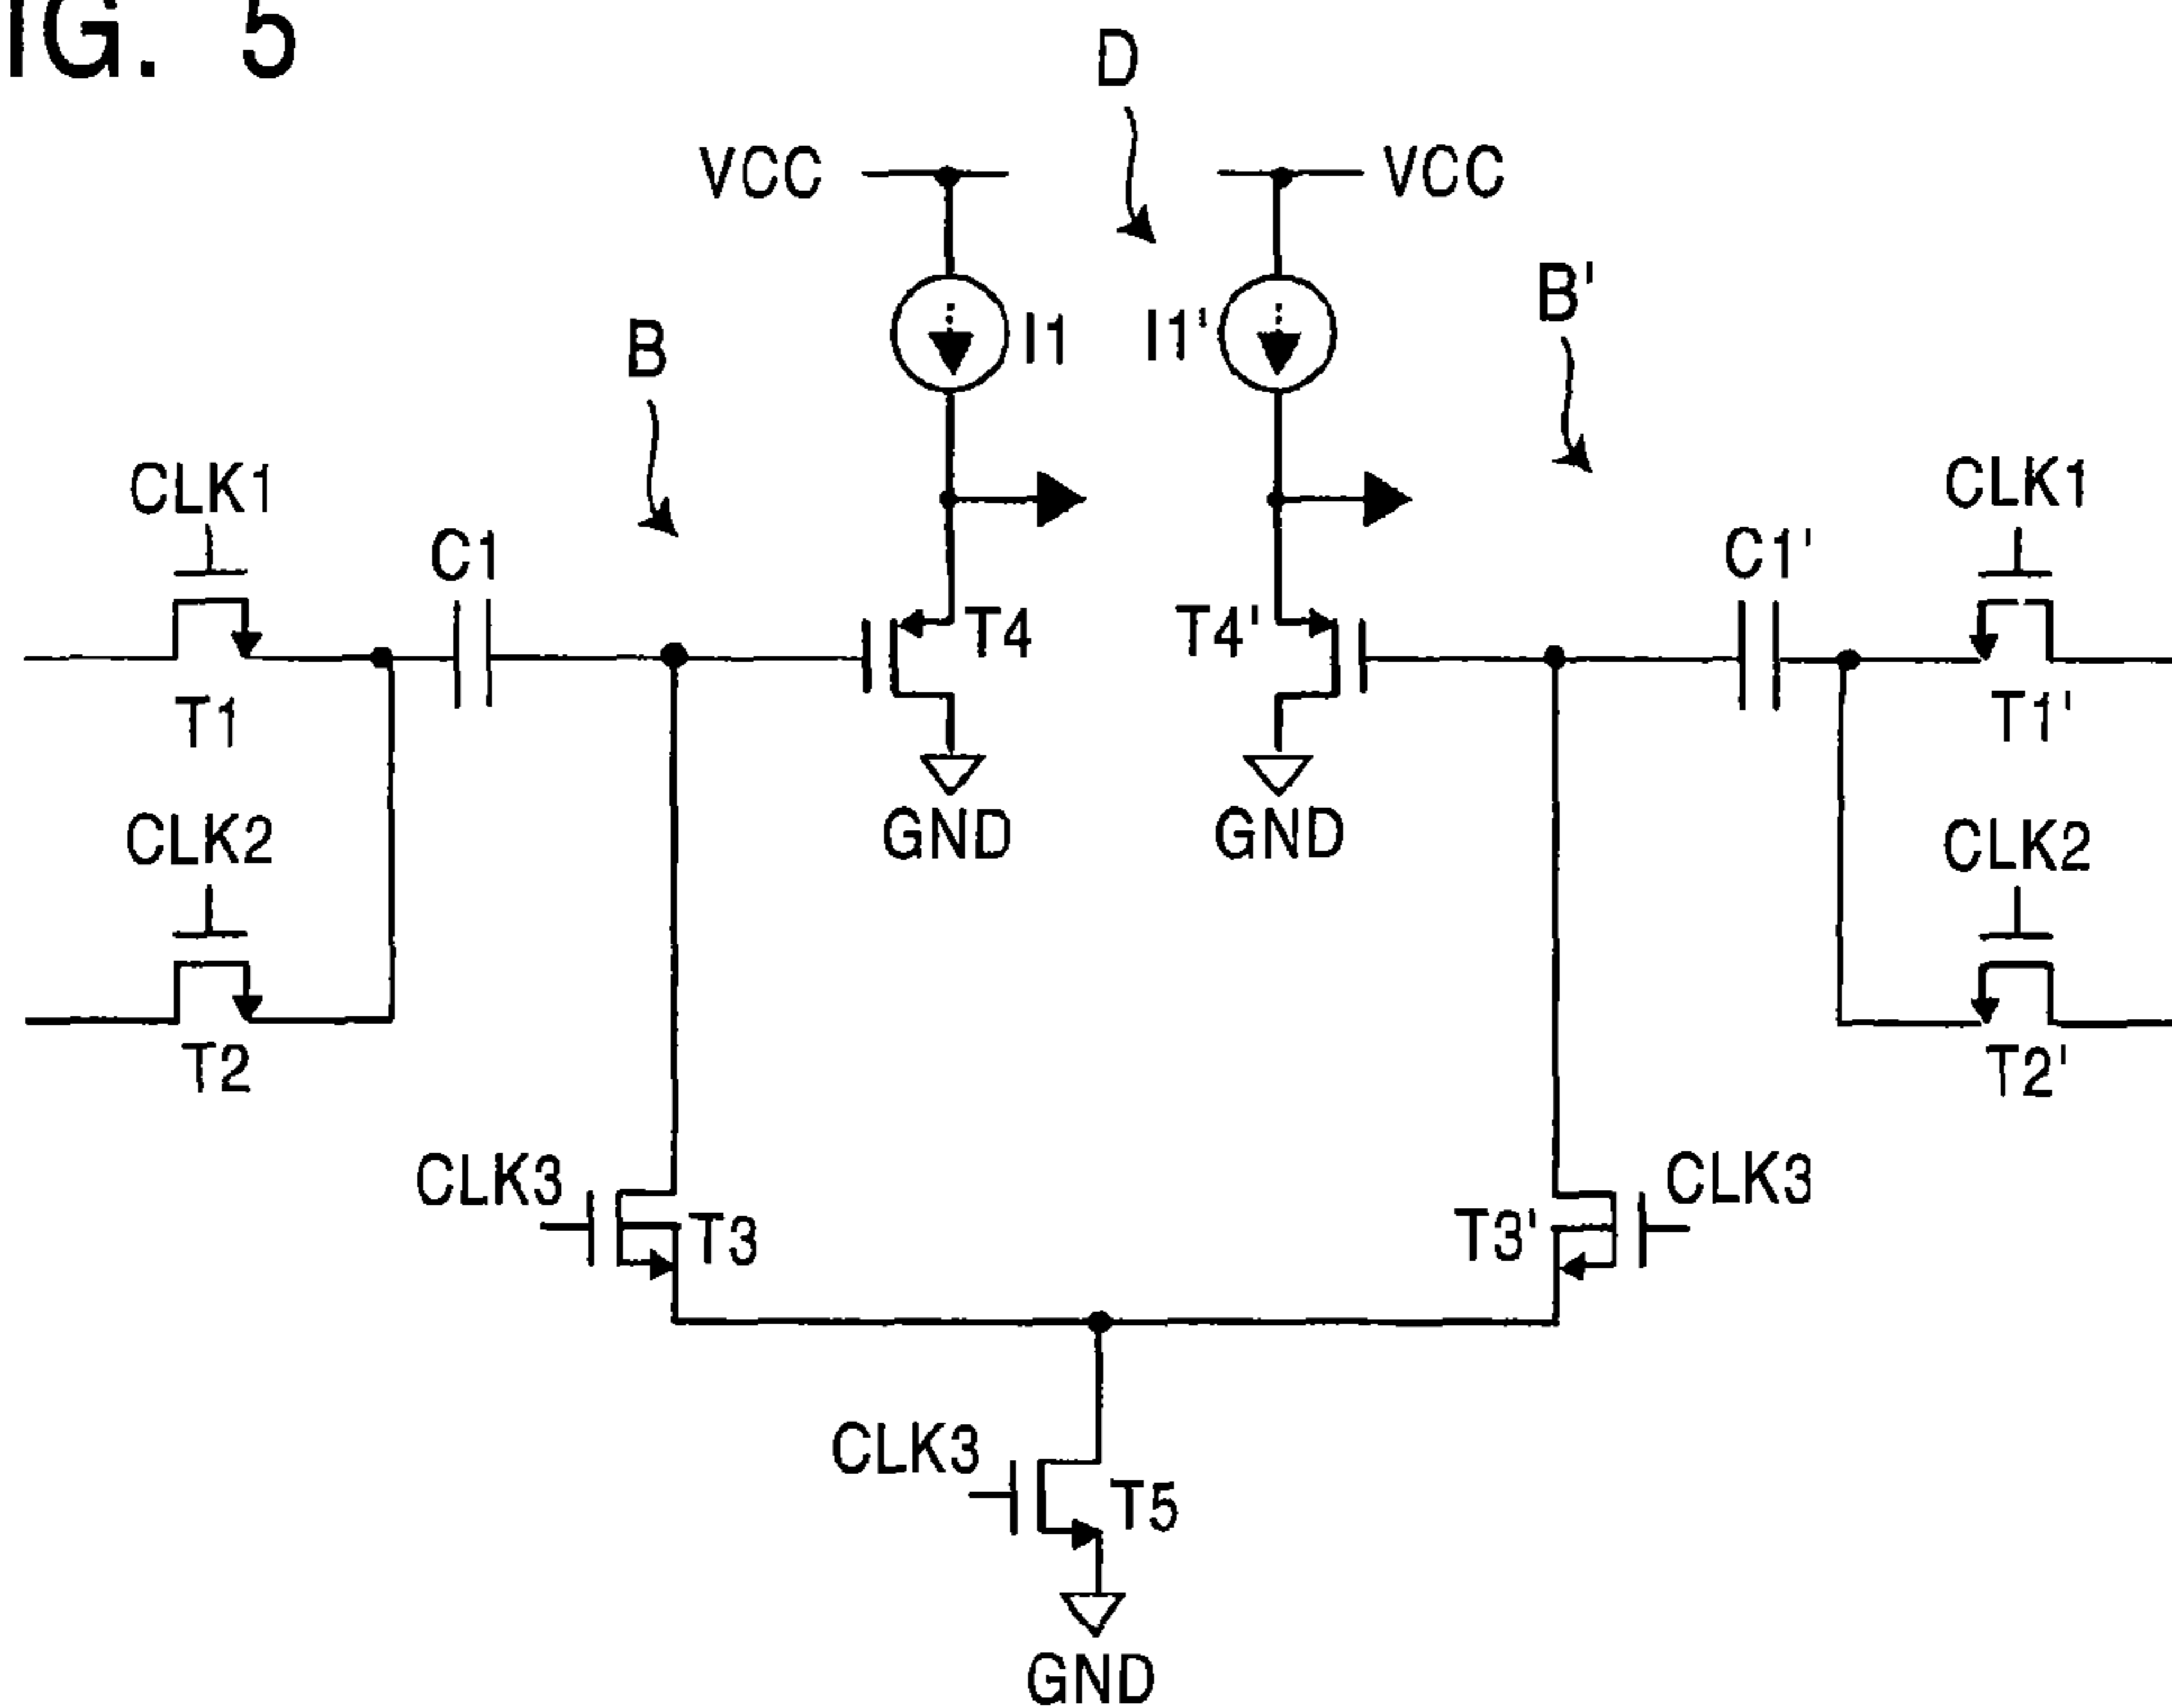 IG. 5
D
VCC
VCC
B'
I1
I1'
B
CLK1
CLK1
C1
C1'
T4
T4'
T1
T1'
CLK2
GND
GND
CLK2
T2
T2'
CLK3
CLK3
T3
T3'
CLK3
T5
GND